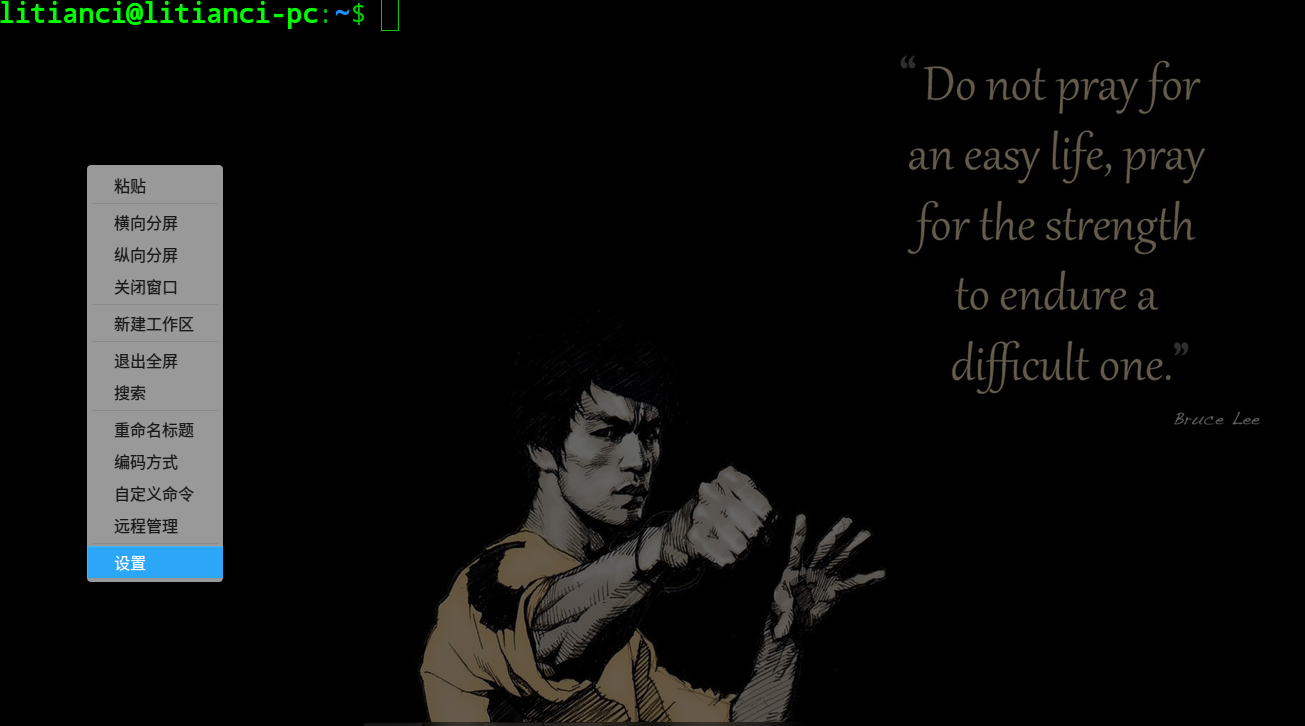 litianci@litianci-pc:~$
“Do not pray for
an easy life, pray
for the strength
to endure a
difficult one.”
Bruce Lee
粘贴
横向分屏
纵向分屏
关闭窗口
新建工作区
退出全屏
搜索
重命名标题
编码方式
自定义命令
远程管理
设置